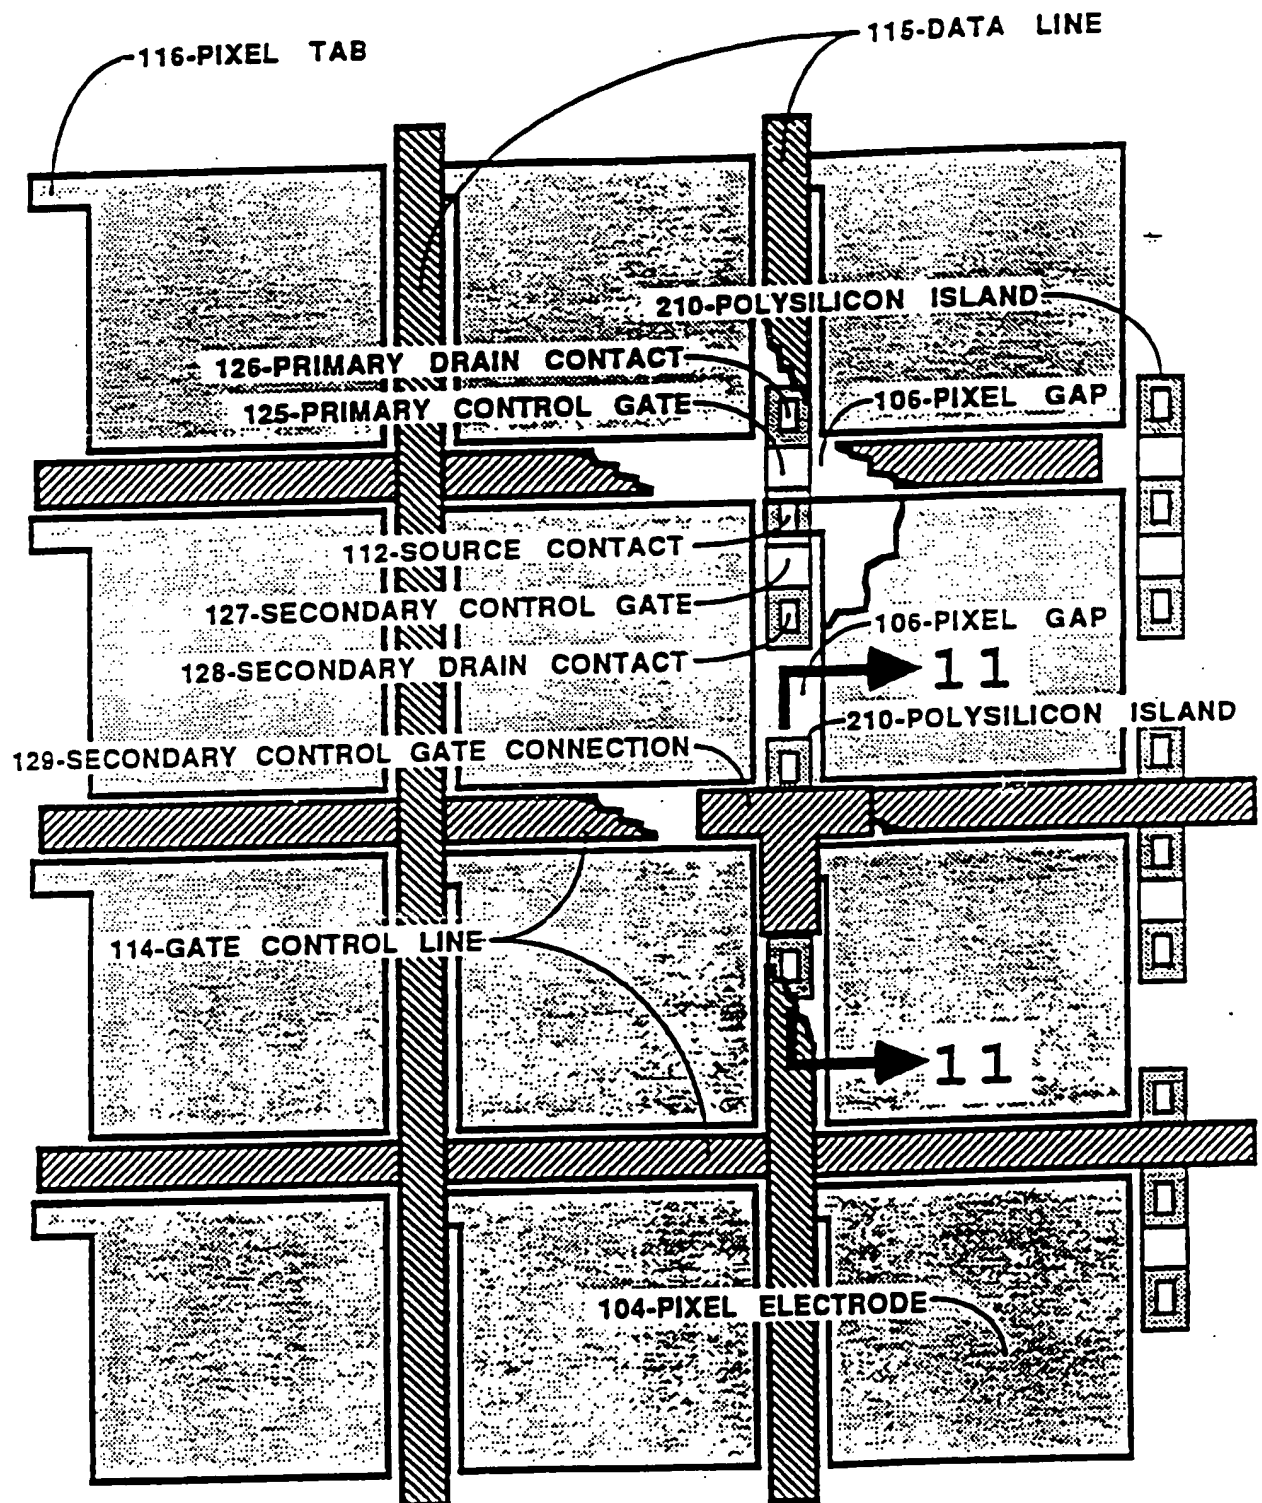 116-PIXEL TAB
115-DATA LINE
210-POLYSILICON ISLAND
126-PRIMARY DRAIN CONTACT
125-PRIMARY CONTROL GATE
106-PIXEL GAP
112-SOURCE CONTACT
127-SECONDARY CONTROL GATE
106-PIXEL GAP
128-SECONDARY DRAIN CONTACT
11
210-POLYSILICON ISLAND
129-SECONDARY CONTROL GATE CONNECTION
114-GATE CONTROL LINE
11
104-PIXEL ELECTRODE